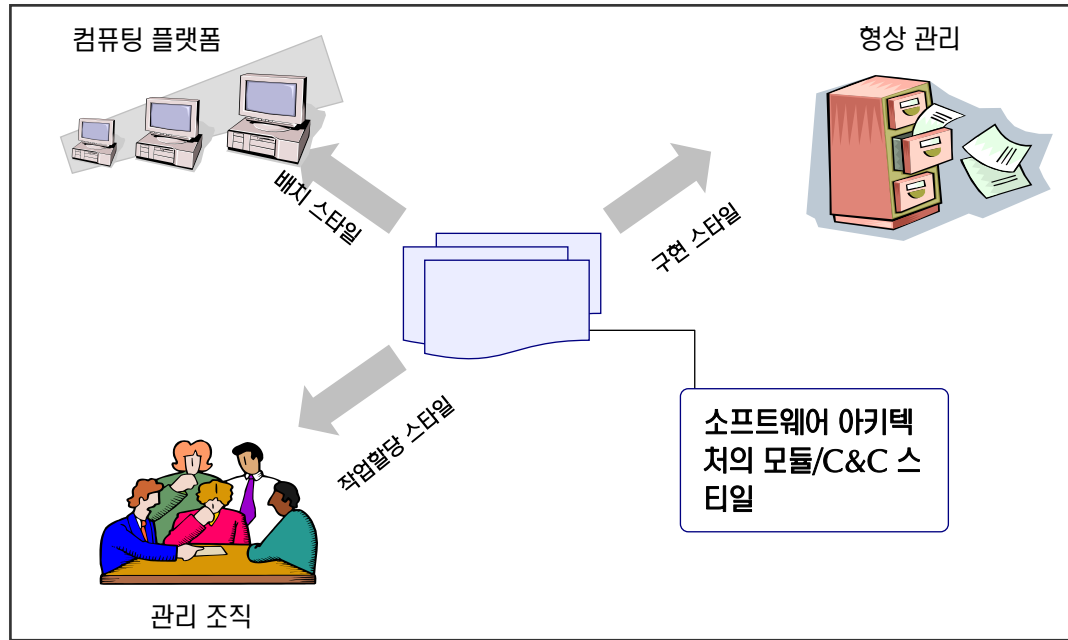 컴퓨팅 플랫폼
형상 관리
배치 스타일
구현 스타일
작업할당 스타일
소프트웨어 아키텍
처의 모듈/C&C 스
티일
관리 조직